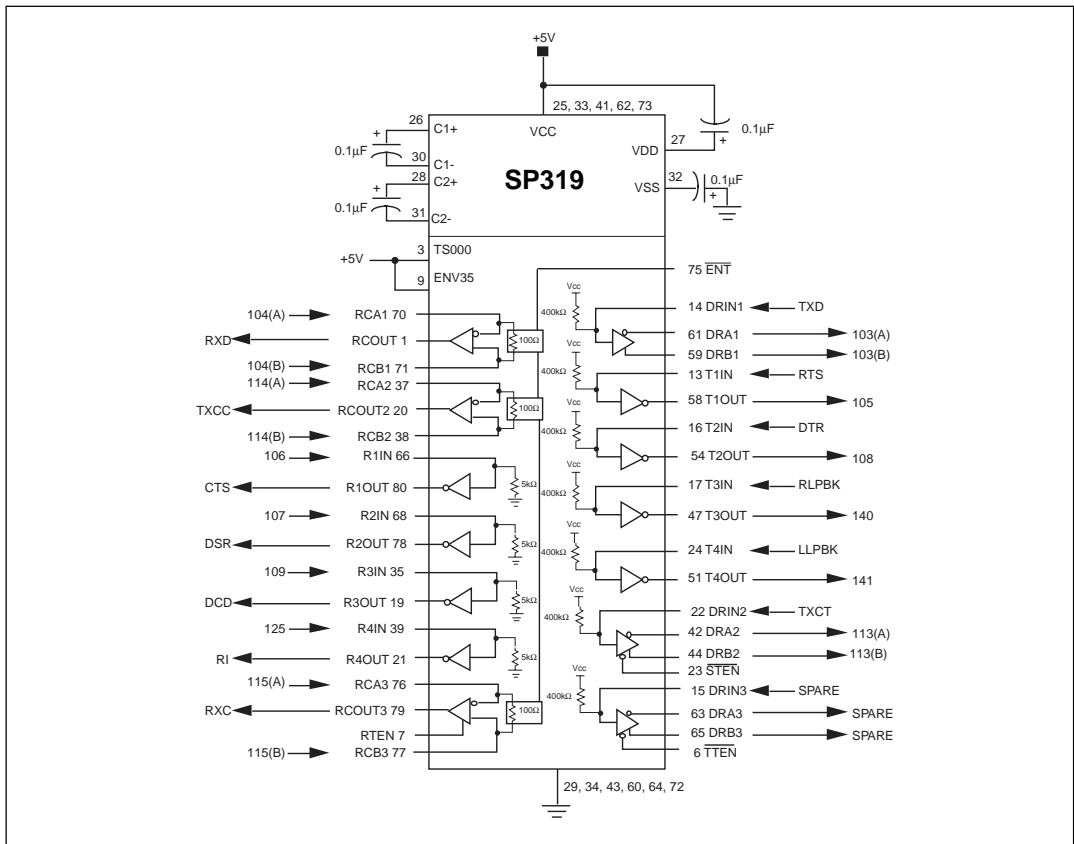 +5V
25, 33, 41, 62, 73
26
C1+
VCC
+
0.1µF
30
C1-
28
C2+
+
0.1µF
31
C2-
SP319
27
VDD
0.1µF
+
32
VSS
0.1µF
+
+5V
3
TS000
9
ENV35
104(A)
RCA1 70
RXD
RCOUT 1
100Ω
104(B)
RCB1 71
114(A)
RCA2 37
TXCC
RCOUT2 20
100Ω
114(B)
RCB2 38
106
R1IN 66
CTS
R1OUT 80
5kΩ
107
R2IN 68
DSR
R2OUT 78
5kΩ
109
R3IN 35
DCD
R3OUT 19
5kΩ
125
R4IN 39
RI
R4OUT 21
5kΩ
115(A)
RCA3 76
RXC
RCOUT3 79
100Ω
RTEN 7
115(B)
RCB3 77
75 ENT
Vcc
400kΩ
14 DRIN1
TXD
61 DRA1
103(A)
59 DRB1
103(B)
Vcc
400kΩ
13 T1IN
RTS
58 T1OUT
105
Vcc
400kΩ
16 T2IN
DTR
54 T2OUT
108
Vcc
400kΩ
17 T3IN
RLPBK
47 T3OUT
140
Vcc
400kΩ
24 T4IN
LLPBK
51 T4OUT
141
Vcc
400kΩ
22 DRIN2
TXCT
42 DRA2
113(A)
44 DRB2
113(B)
23 STEN
Vcc
400kΩ
15 DRIN3
SPARE
63 DRA3
SPARE
65 DRB3
SPARE
6 TTEN
29, 34, 43, 60, 64, 72